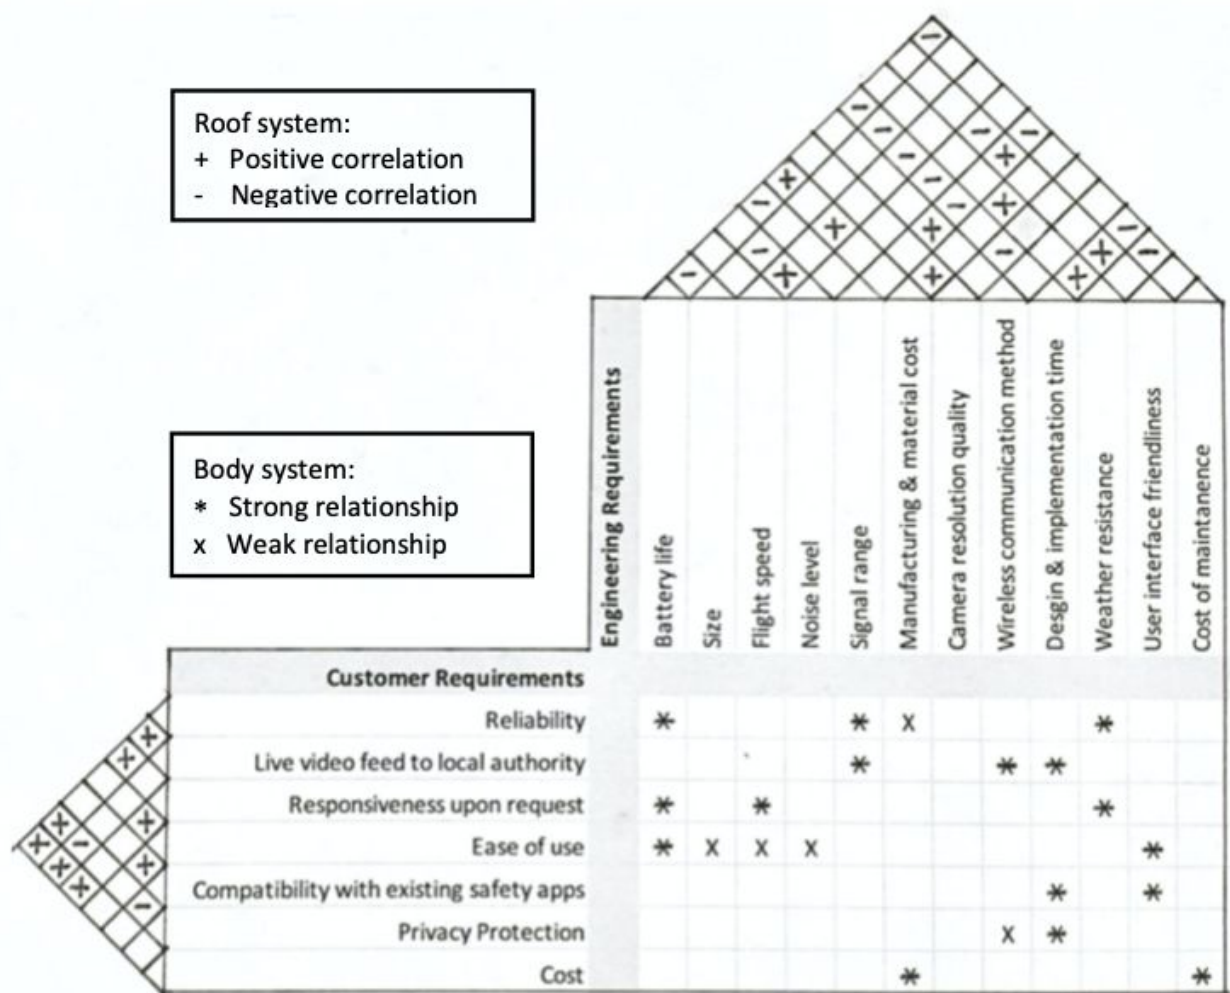 Roof system:
+ Positive correlation
- Negative correlation
Body system:
* Strong relationship
x Weak relationship
Engineering Requirements
Battery life
Size
Flight speed
Noise level
Signal range
Manufacturing & material cost
Camera resolution quality
Wireless communication method
Desgin & implementation time
Weather resistance
User interface friendliness
Cost of maintanence
Customer Requirements
Reliability * * x *
Live video feed to local authority * * *
Responsiveness upon request * * *
Ease of use * x x x *
Compatibility with existing safety apps * *
Privacy Protection x *
Cost * *